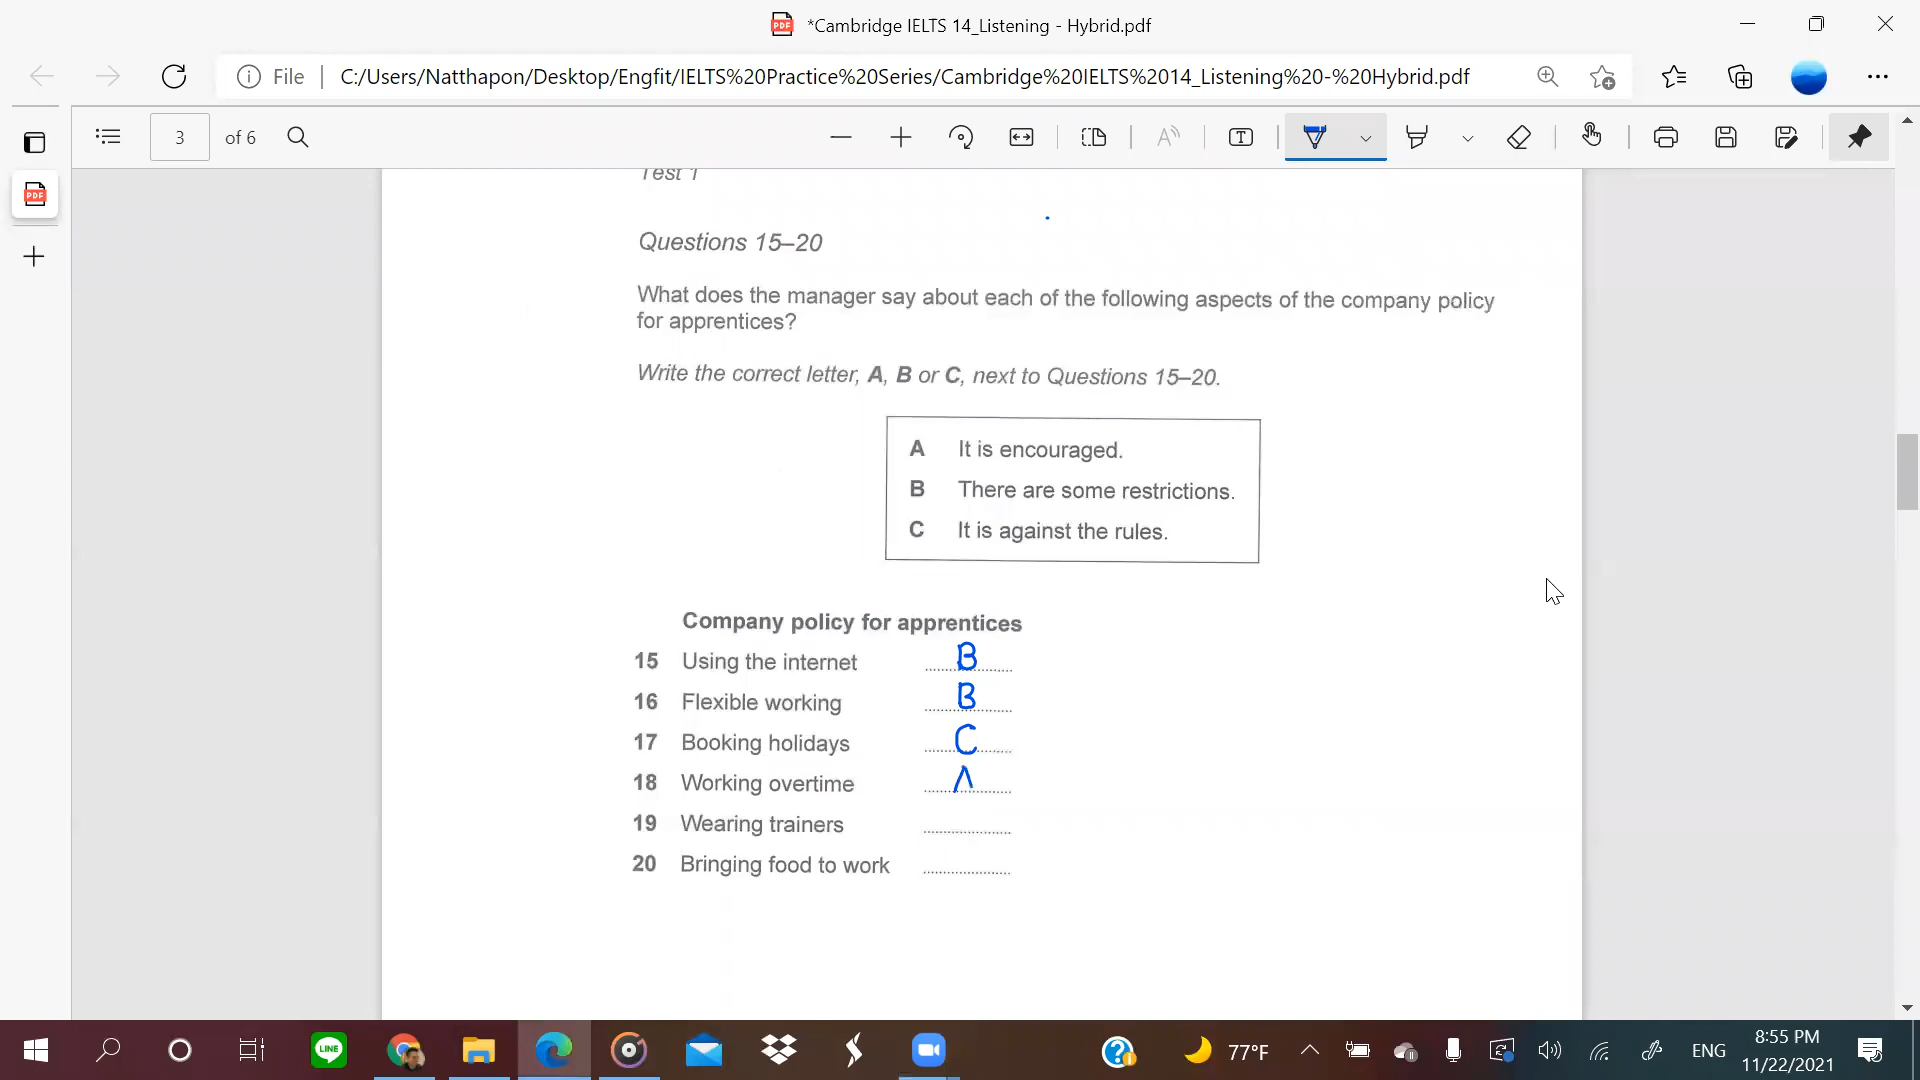 *Cambridge IELTS 14_Listening - Hybrid.pdf
File
C:/Users/Natthapon/Desktop/Engfit/IELTS%20Practice%20Series/Cambridge%20IELTS%2014_Listening%20-%20Hybrid.pdf
3 of 6
Test 1
Questions 15–20
What does the manager say about each of the following aspects of the company policy
for apprentices?
Write the correct letter, A, B or C, next to Questions 15–20.
A It is encouraged.
B There are some restrictions.
C It is against the rules.
Company policy for apprentices
15 Using the internet B
16 Flexible working B
17 Booking holidays C
18 Working overtime A
19 Wearing trainers
20 Bringing food to work
LINE
77°F
ENG
8:55 PM
11/22/2021